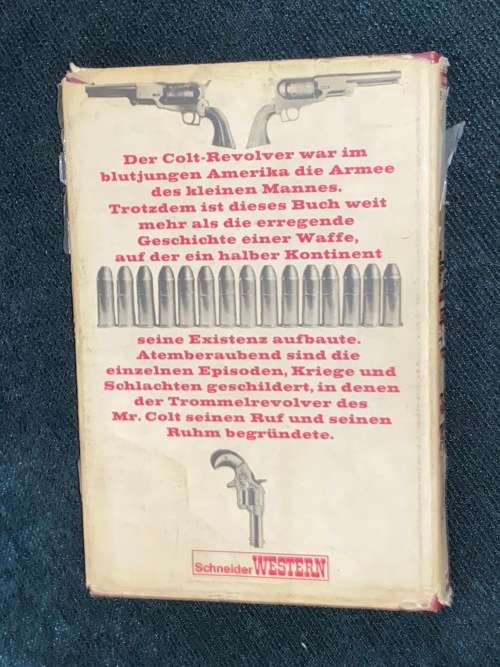 Der Colt-Revolver war im
blutjungen Amerika die Armee
des kleinen Mannes.
Trotzdem ist dieses Buch weit
mehr als die erregende
Geschichte einer Waffe,
auf der ein halber Kontinent
seine Existenz aufbaute.
Atemberaubend sind die
einzelnen Episoden, Kriege und
Schlachten geschildert, in denen
der Trommelrevolver des
Mr. Colt seinen Ruf und seinen
Ruhm begründete.
Schneider WESTERN